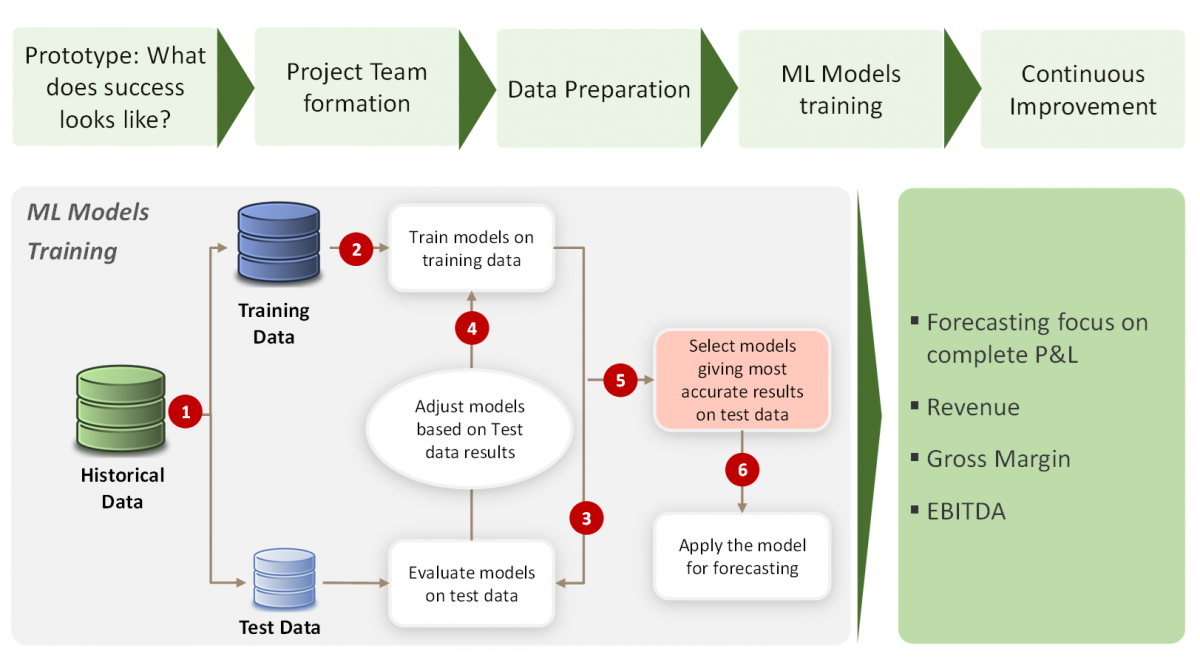 Prototype: What
does success
looks like?
Project Team
formation
Data Preparation
ML Models
training
Continuous
Improvement
ML Models
Training
Training
Data
Historical
Data
Test Data
1
2
Train models on
training data
4
Adjust models
based on Test
data results
3
Evaluate models
on test data
5
Select models
giving most
accurate results
on test data
6
Apply the model
for forecasting
▪ Forecasting focus on
complete P&L
▪ Revenue
▪ Gross Margin
▪ EBITDA